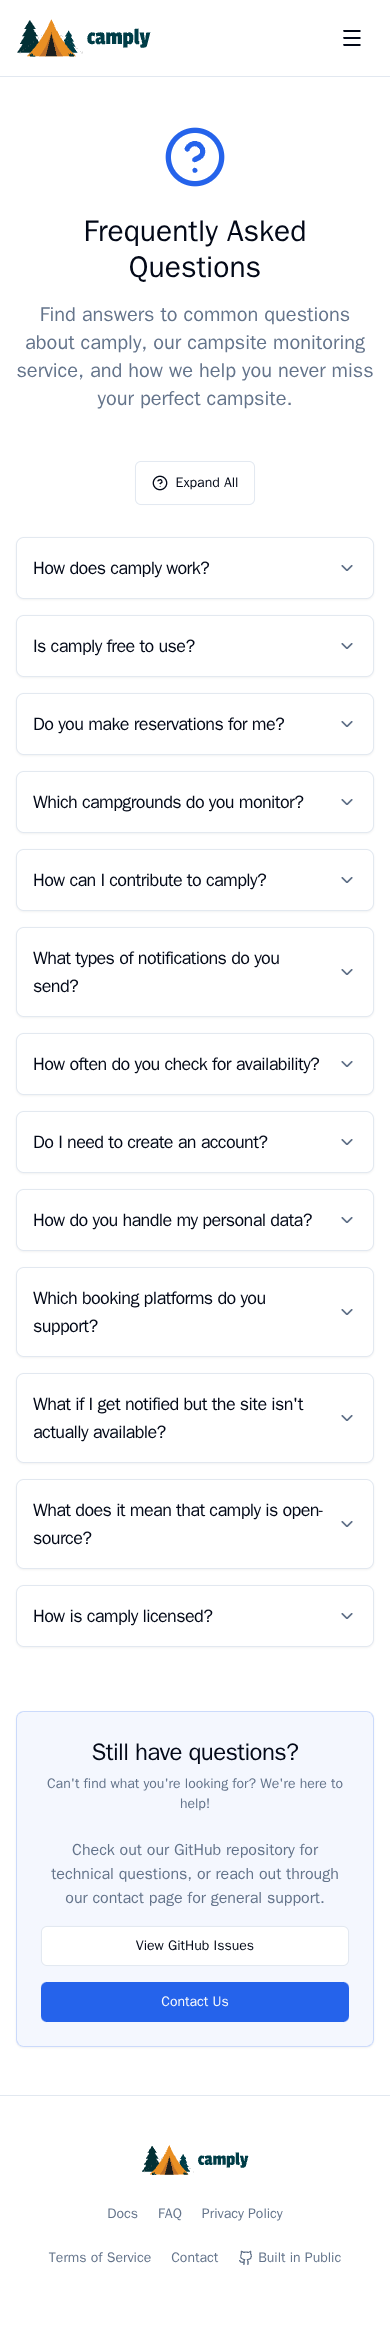 camply
Frequently Asked
Questions
Find answers to common questions
about camply, our campsite monitoring
service, and how we help you never miss
your perfect campsite.
Expand All
How does camply work?
Is camply free to use?
Do you make reservations for me?
Which campgrounds do you monitor?
How can I contribute to camply?
What types of notifications do you
send?
How often do you check for availability?
Do I need to create an account?
How do you handle my personal data?
Which booking platforms do you
support?
What if I get notified but the site isn't
actually available?
What does it mean that camply is open-
source?
How is camply licensed?
Still have questions?
Can't find what you're looking for? We're here to
help!
Check out our GitHub repository for
technical questions, or reach out through
our contact page for general support.
View GitHub Issues
Contact Us
camply
Docs FAQ Privacy Policy
Terms of Service Contact Built in Public